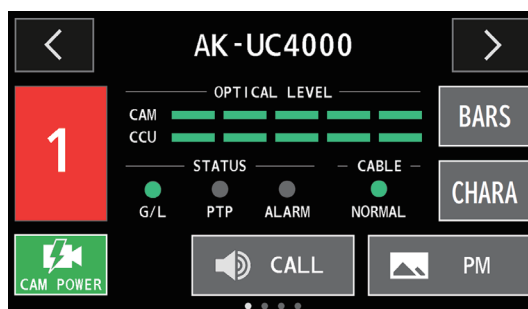 AK-UC4000
OPTICAL LEVEL
1
CAM
CCU
BARS
STATUS
CABLE
G/L
PTP
ALARM
NORMAL
CHARA
CAM POWER
CALL
PM